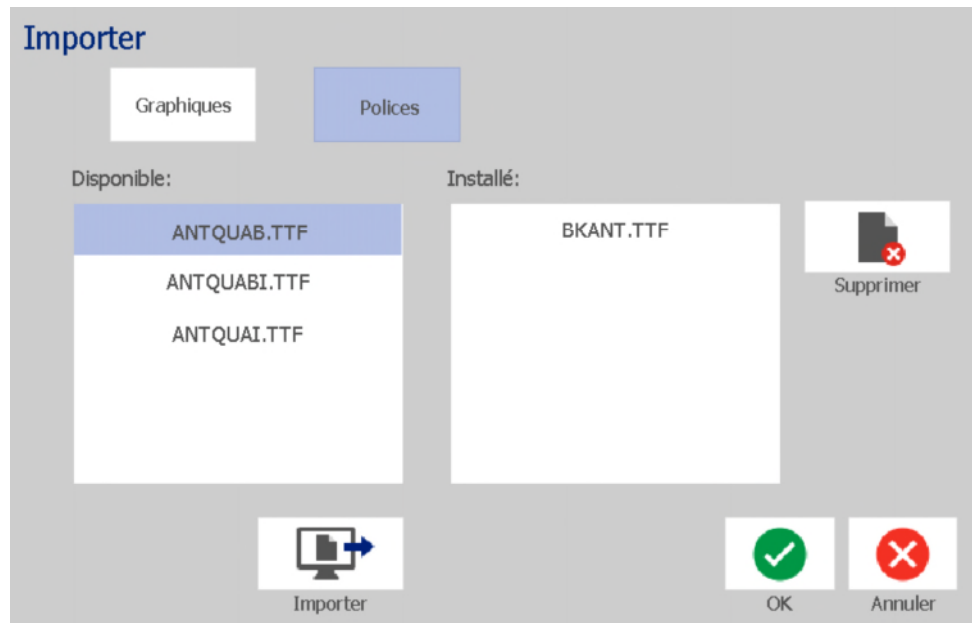 Importer
Graphiques
Polices
Disponible:
Installé:
ANTQUAB.TTF
BKANT.TTF
ANTQUABI.TTF
ANTQUAI.TTF
Supprimer
Importer
OK
Annuler